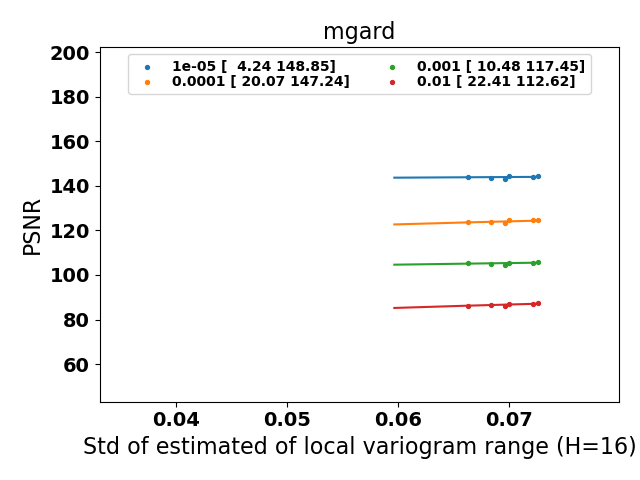 mgard
1e-05 [  4.24 148.85]
0.0001 [ 20.07 147.24]
0.001 [ 10.48 117.45]
0.01 [ 22.41 112.62]
200
180
160
140
120
100
80
60
PSNR
0.04 0.05 0.06 0.07
Std of estimated of local variogram range (H=16)